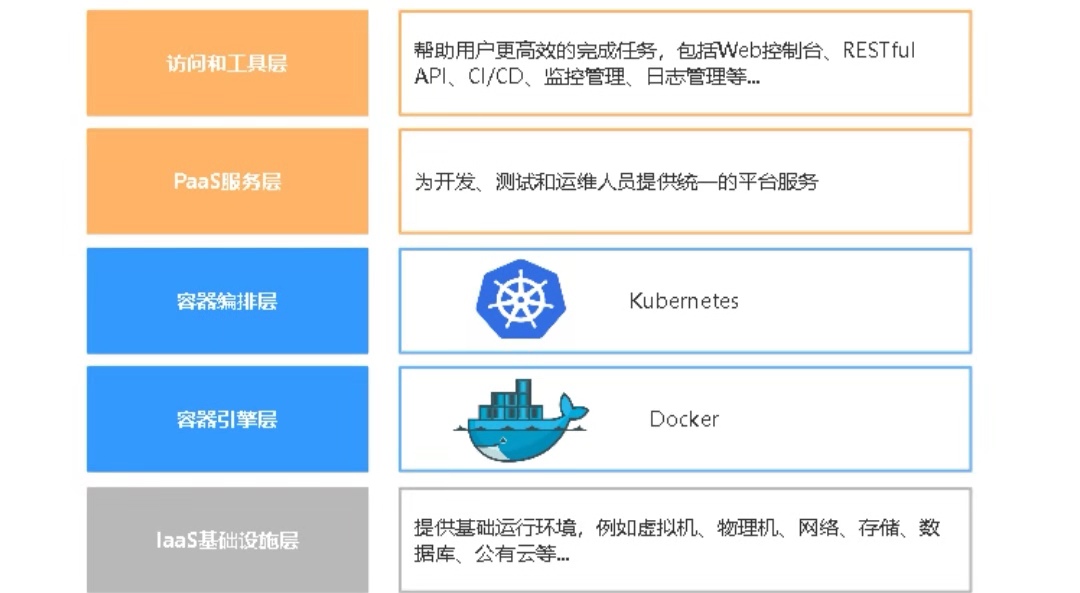 访问和工具层
帮助用户更高效的完成任务，包括Web控制台、RESTful
API、CI/CD、监控管理、日志管理等...
PaaS服务层
为开发、测试和运维人员提供统一的平台服务
容器编排层
Kubernetes
容器引擎层
Docker
IaaS基础设施层
提供基础运行环境，例如虚拟机、物理机、网络、存储、数
据库、公有云等...